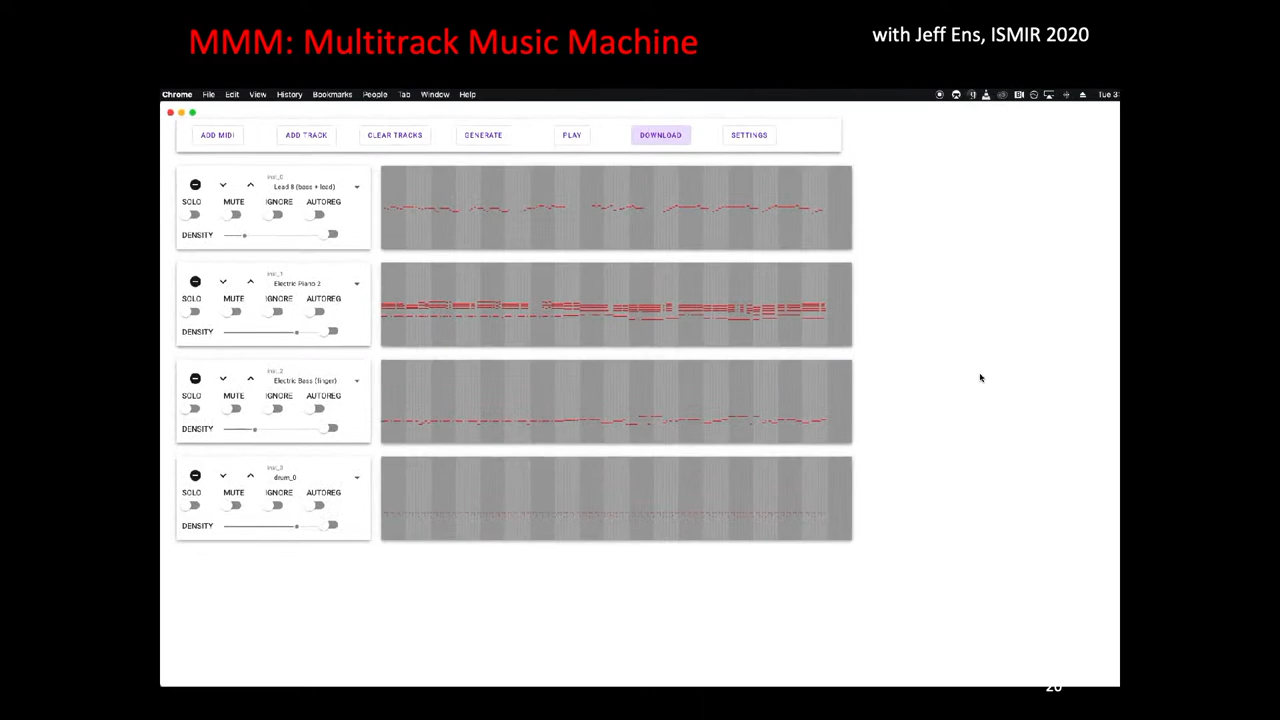 MMM: Multitrack Music Machine
with Jeff Ens, ISMIR 2020
Chrome File Edit View History Bookmarks People Tab Window Help
Tue 3
ADD MIDI ADD TRACK CLEAR TRACKS GENERATE PLAY DOWNLOAD SETTINGS
Lead 8 (bass + lead)
SOLO MUTE IGNORE AUTOREG
DENSITY
Electric Piano 2
SOLO MUTE IGNORE AUTOREG
DENSITY
Electric Bass (finger)
SOLO MUTE IGNORE AUTOREG
DENSITY
drum_0
SOLO MUTE IGNORE AUTOREG
DENSITY
20